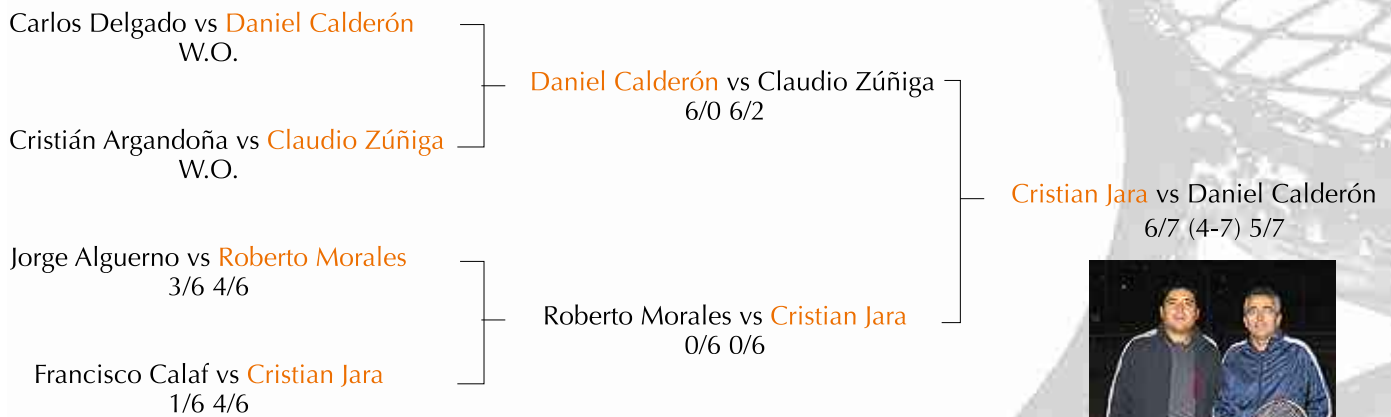 Carlos Delgado vs Daniel Calderón
W.O.
Cristián Argandoña vs Claudio Zúñiga
W.O.
Jorge Alguerno vs Roberto Morales
3/6 4/6
Francisco Calaf vs Cristian Jara
1/6 4/6
Daniel Calderón vs Claudio Zúñiga
6/0 6/2
Roberto Morales vs Cristian Jara
0/6 0/6
Cristian Jara vs Daniel Calderón
6/7 (4-7) 5/7